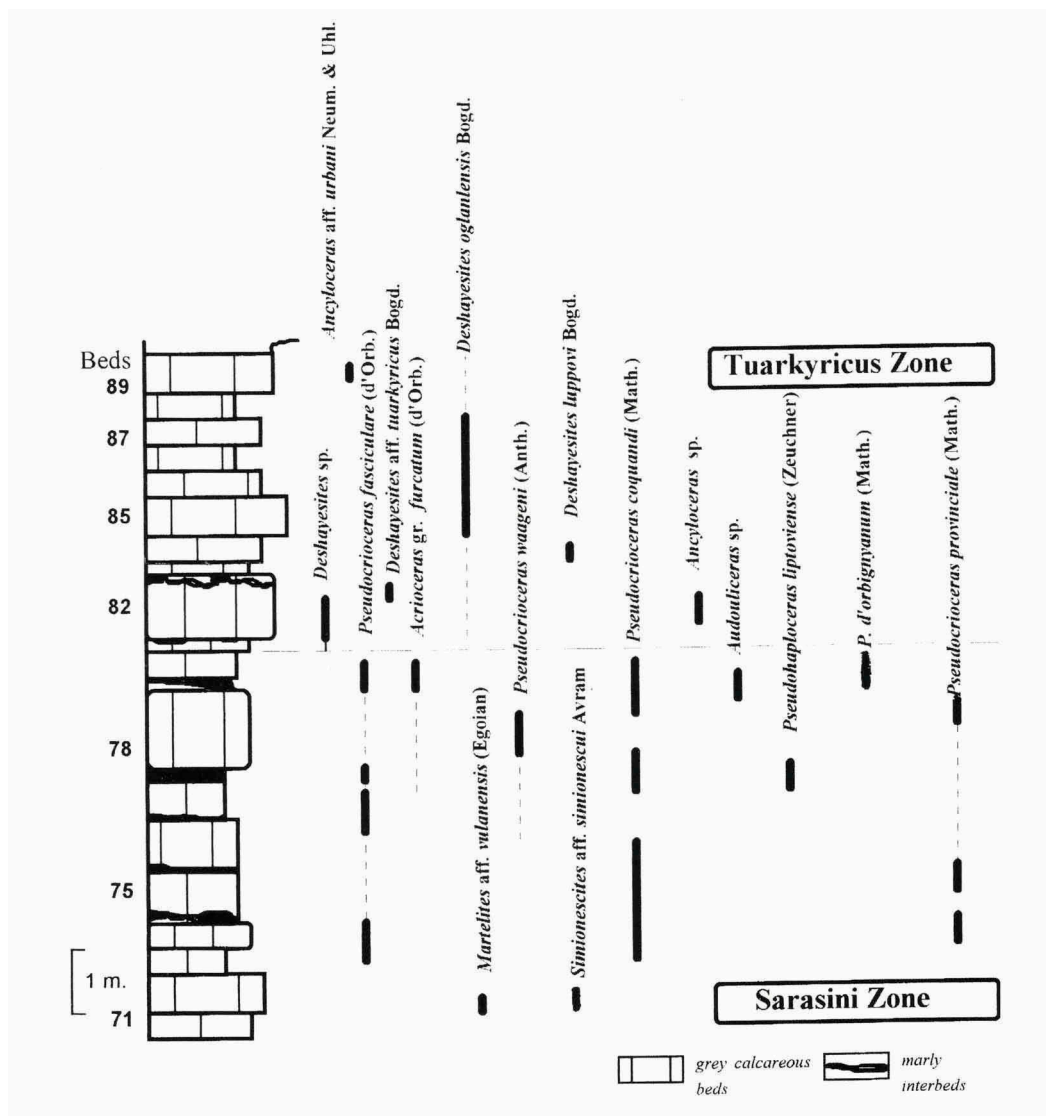 Ancyloceras aff. urbani Neum. & Uhl.
Deshayesites oglanlensis Bogd.
Beds
89
87
85
82
78
75
71
1 m.
Deshayesites sp.
Pseudocrioceras fasciculare (d'Orb.)
Deshayesites aff. tuarkyricus Bogd.
Acrioceras gr. furcatum (d'Orb.)
Martelites aff. vulanensis (Egoian)
Pseudocrioceras waageni (Anth.)
Deshayesites luppovi Bogd.
Simionescites aff. simionescui Avram
Pseudocrioceras coquandi (Math.)
Ancyloceras sp.
Audouliceras sp.
Pseudohaploceras liptoviense (Zeuchner)
P. d'orbignyanum (Math.)
Pseudocrioceras provinciale (Math.)
Tuarkyricus Zone
Sarasini Zone
grey calcareous
beds
marly
interbeds